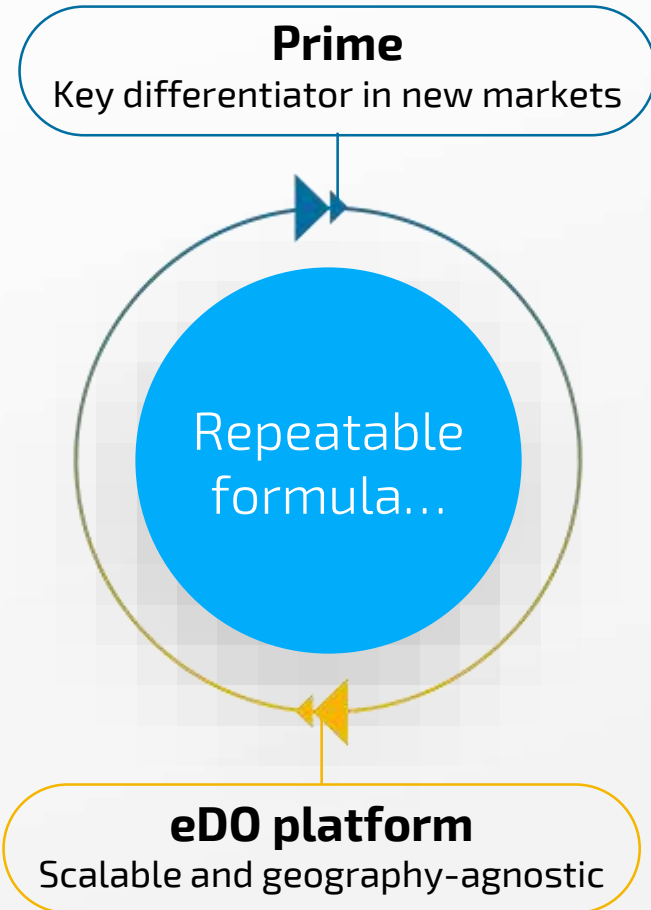 Prime
Key differentiator in new markets
Repeatable
formula...
eDO platform
Scalable and geography-agnostic